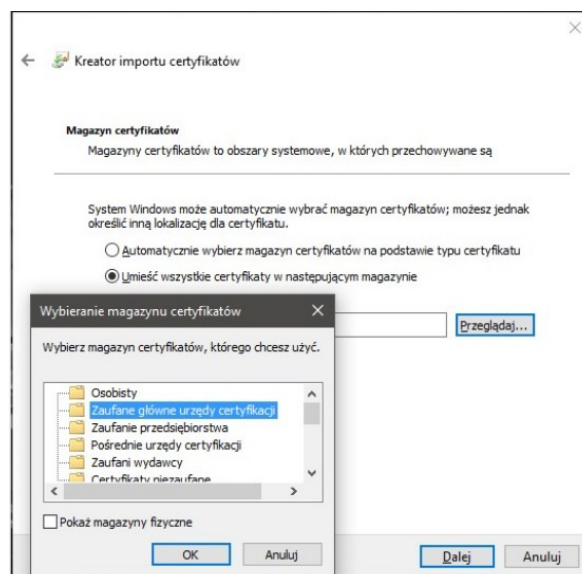 Kreator importu certyfikatów
Magazyn certyfikatów
Magazyny certyfikatów to obszary systemowe, w których przechowywane są
System Windows może automatycznie wybrać magazyn certyfikatów; możesz jednak
określić inną lokalizację dla certyfikatu.
Automatycznie wybierz magazyn certyfikatów na podstawie typu certyfikatu
Umieść wszystkie certyfikaty w następującym magazynie
Przeglądaj...
Wybieranie magazynu certyfikatów
Wybierz magazyn certyfikatów, którego chcesz użyć.
Osobisty
Zaufane główne urzędy certyfikacji
Zaufanie przedsiębiorstwa
Pośrednie urzędy certyfikacji
Zaufani wydawcy
Certyfikaty niezaufane
Pokaż magazyny fizyczne
OK Anuluj
Dalej Anuluj